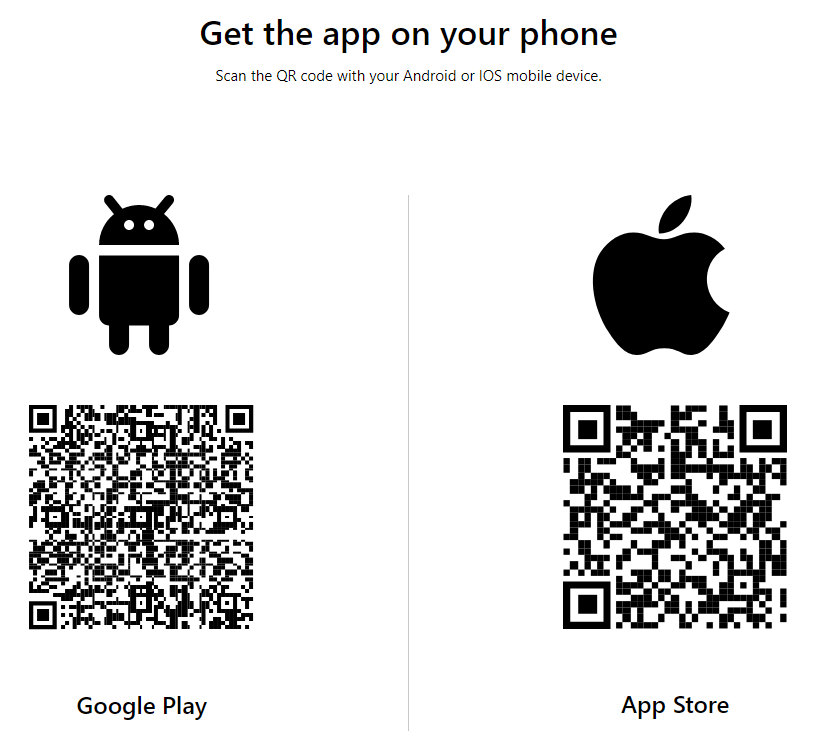 Get the app on your phone
Scan the QR code with your Android or IOS mobile device.
Google Play
App Store